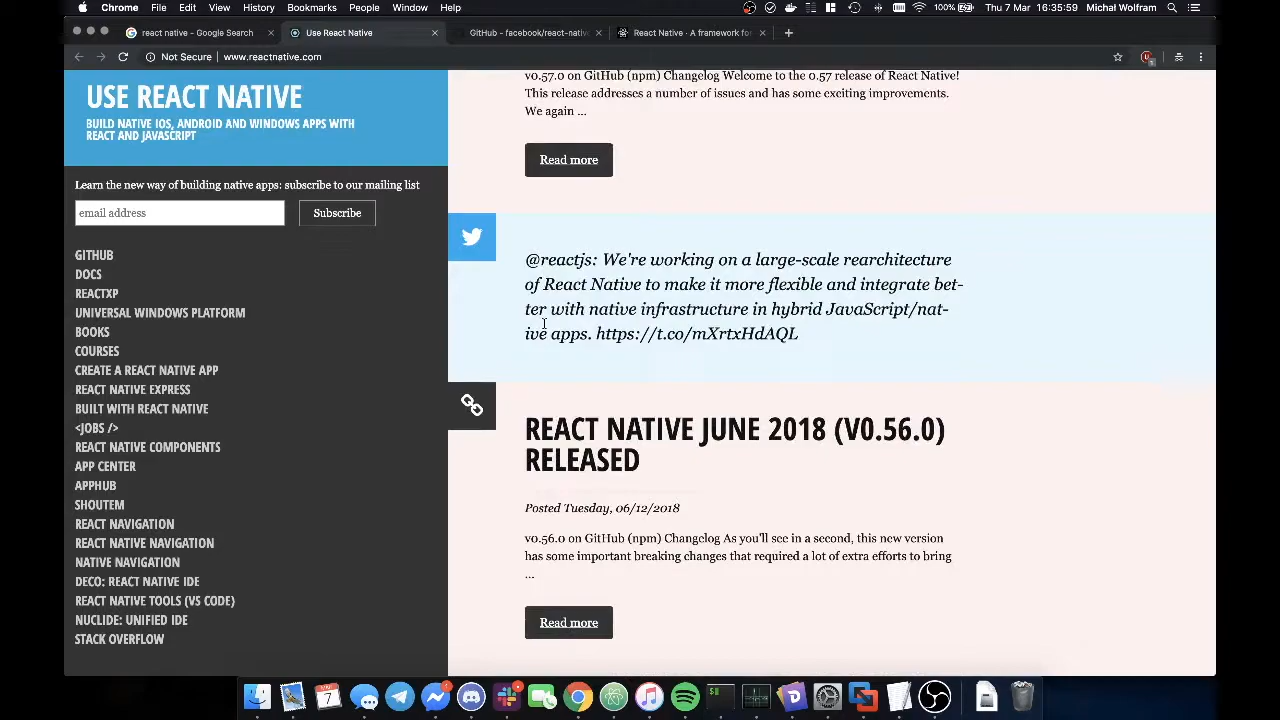 Chrome File Edit View History Bookmarks People Window Help 100% Thu 7 Mar 16:35:59 Michał Wolfram
react native - Google Search Use React Native GitHub - facebook/react-native React Native · A framework for
Not Secure www.reactnative.com
USE REACT NATIVE
BUILD NATIVE IOS, ANDROID AND WINDOWS APPS WITH
REACT AND JAVASCRIPT
Learn the new way of building native apps: subscribe to our mailing list
email address Subscribe
GITHUB
DOCS
REACTXP
UNIVERSAL WINDOWS PLATFORM
BOOKS
COURSES
CREATE A REACT NATIVE APP
REACT NATIVE EXPRESS
BUILT WITH REACT NATIVE
<JOBS />
REACT NATIVE COMPONENTS
APP CENTER
APPHUB
SHOUTEM
REACT NAVIGATION
REACT NATIVE NAVIGATION
NATIVE NAVIGATION
DECO: REACT NATIVE IDE
REACT NATIVE TOOLS (VS CODE)
NUCLIDE: UNIFIED IDE
STACK OVERFLOW
v0.57.0 on GitHub (npm) Changelog Welcome to the 0.57 release of React Native!
This release addresses a number of issues and has some exciting improvements.
We again ...
Read more
@reactjs: We're working on a large-scale rearchitecture
of React Native to make it more flexible and integrate bet-
ter with native infrastructure in hybrid JavaScript/nat-
ive apps. https://t.co/mXrtxHdAQL
REACT NATIVE JUNE 2018 (V0.56.0)
RELEASED
Posted Tuesday, 06/12/2018
v0.56.0 on GitHub (npm) Changelog As you'll see in a second, this new version
has some important breaking changes that required a lot of extra efforts to bring
...
Read more